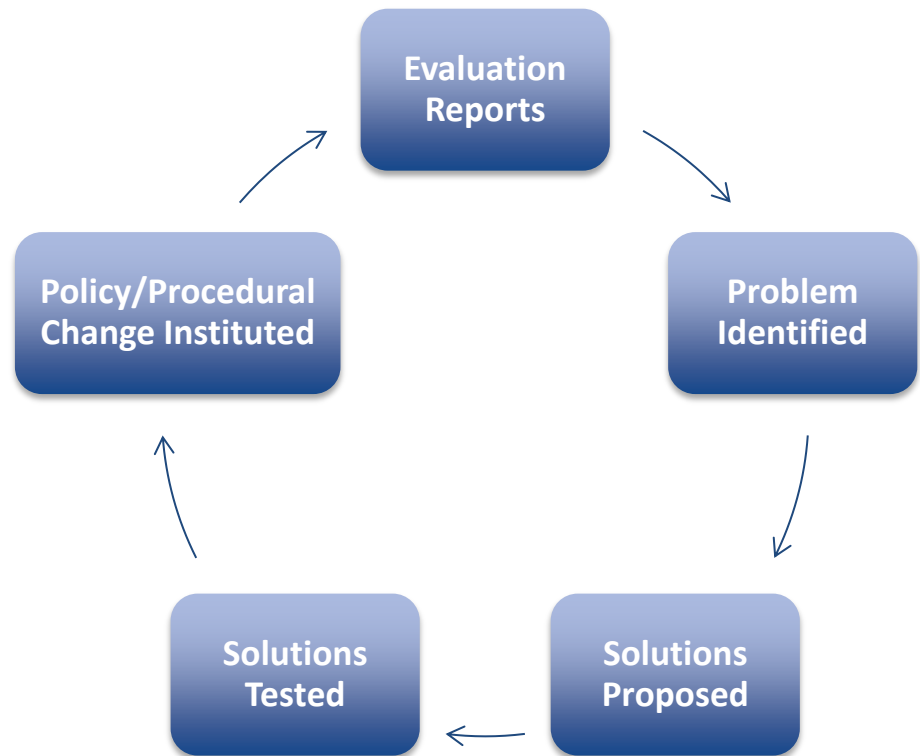 Evaluation
Reports
Problem
Identified
Solutions
Proposed
Solutions
Tested
Policy/Procedural
Change Instituted